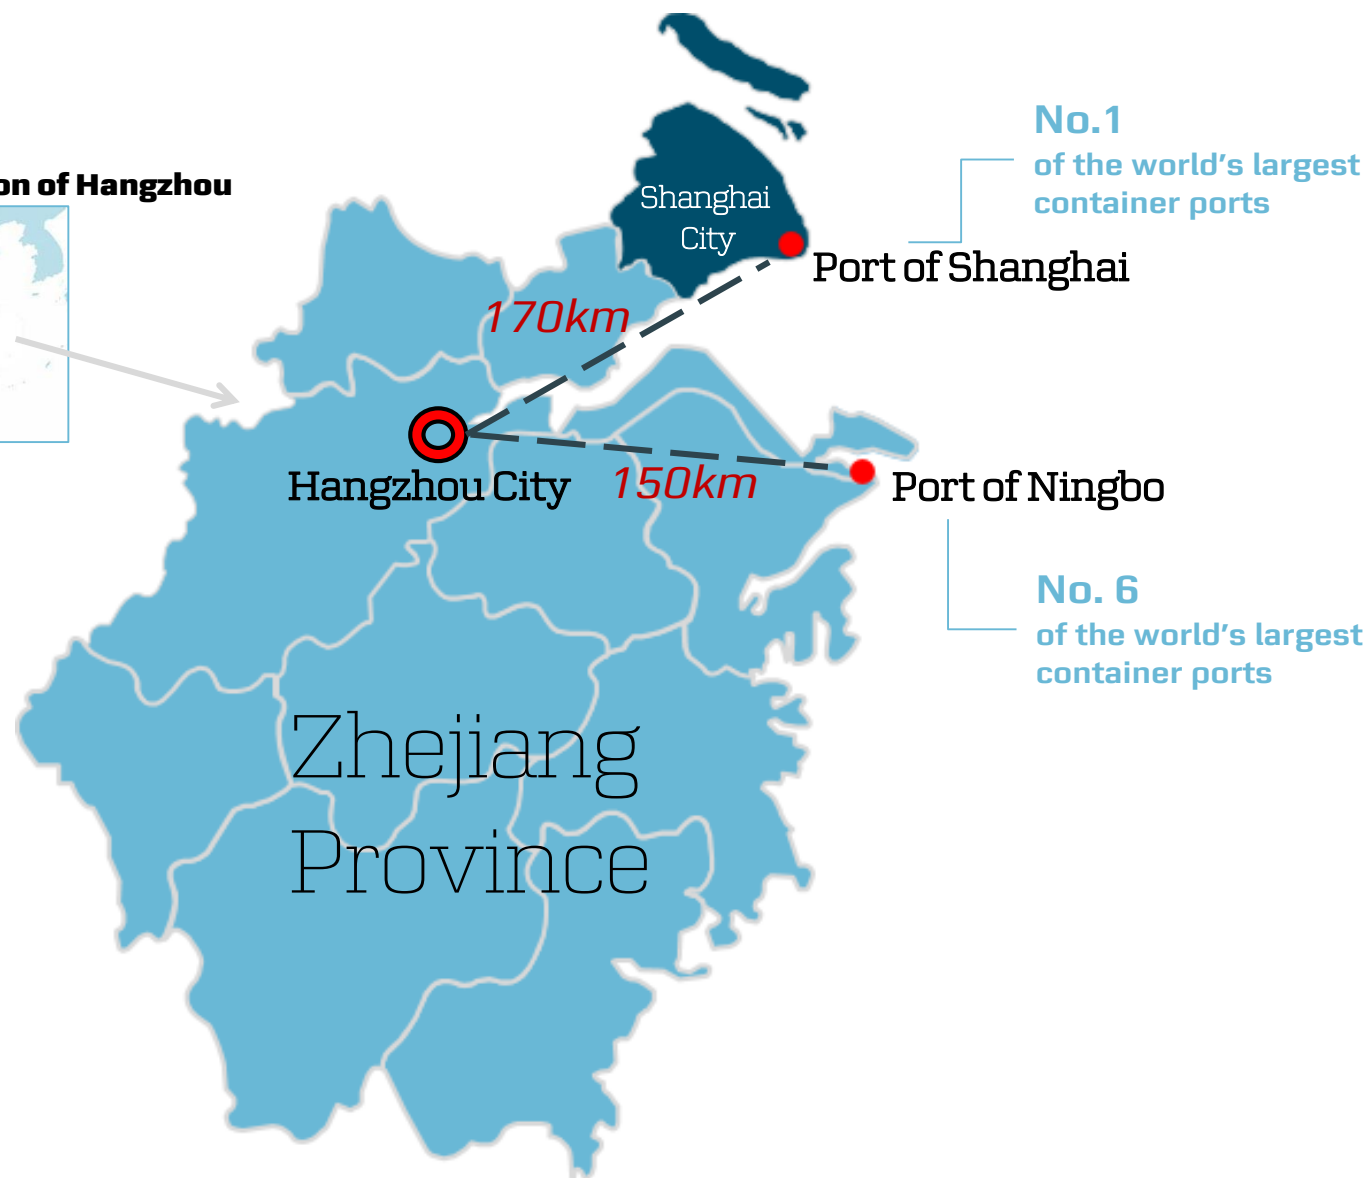 No.1
of the world's largest
container ports
on of Hangzhou
Shanghai
City
Port of Shanghai
170km
Hangzhou City
150km
Port of Ningbo
No. 6
of the world's largest
container ports
Zhejiang
Province